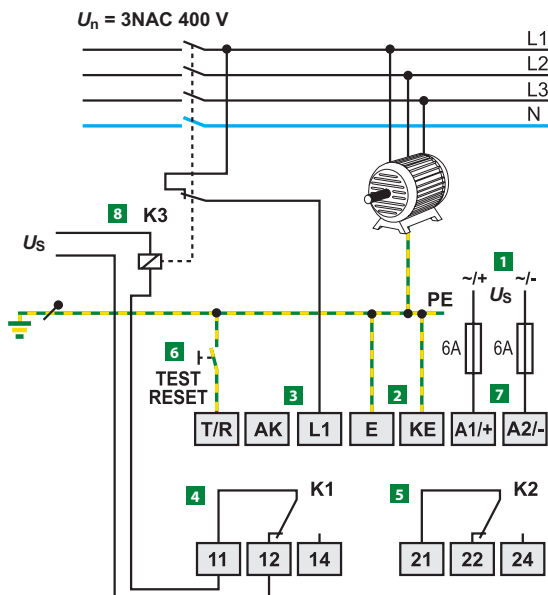 Un = 3NAC 400 V
L1
L2
L3
N
8 K3
US
1
~/+ ~/-
US
PE
6A 6A
6
TEST
RESET
3 2 7
T/R AK L1 E KE A1/+ A2/-
4 K1 5 K2
11 12 14 21 22 24